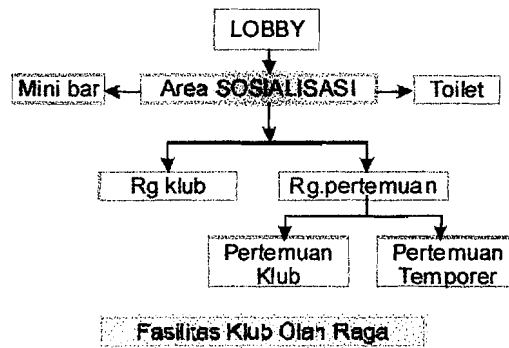 LOBBY
Mini bar
Area SOSIALISASI
Toilet
Rg klub
Rg.pertemuan
Pertemuan
Klub
Pertemuan
Temporer
Fasilitas Klub Olah Raga